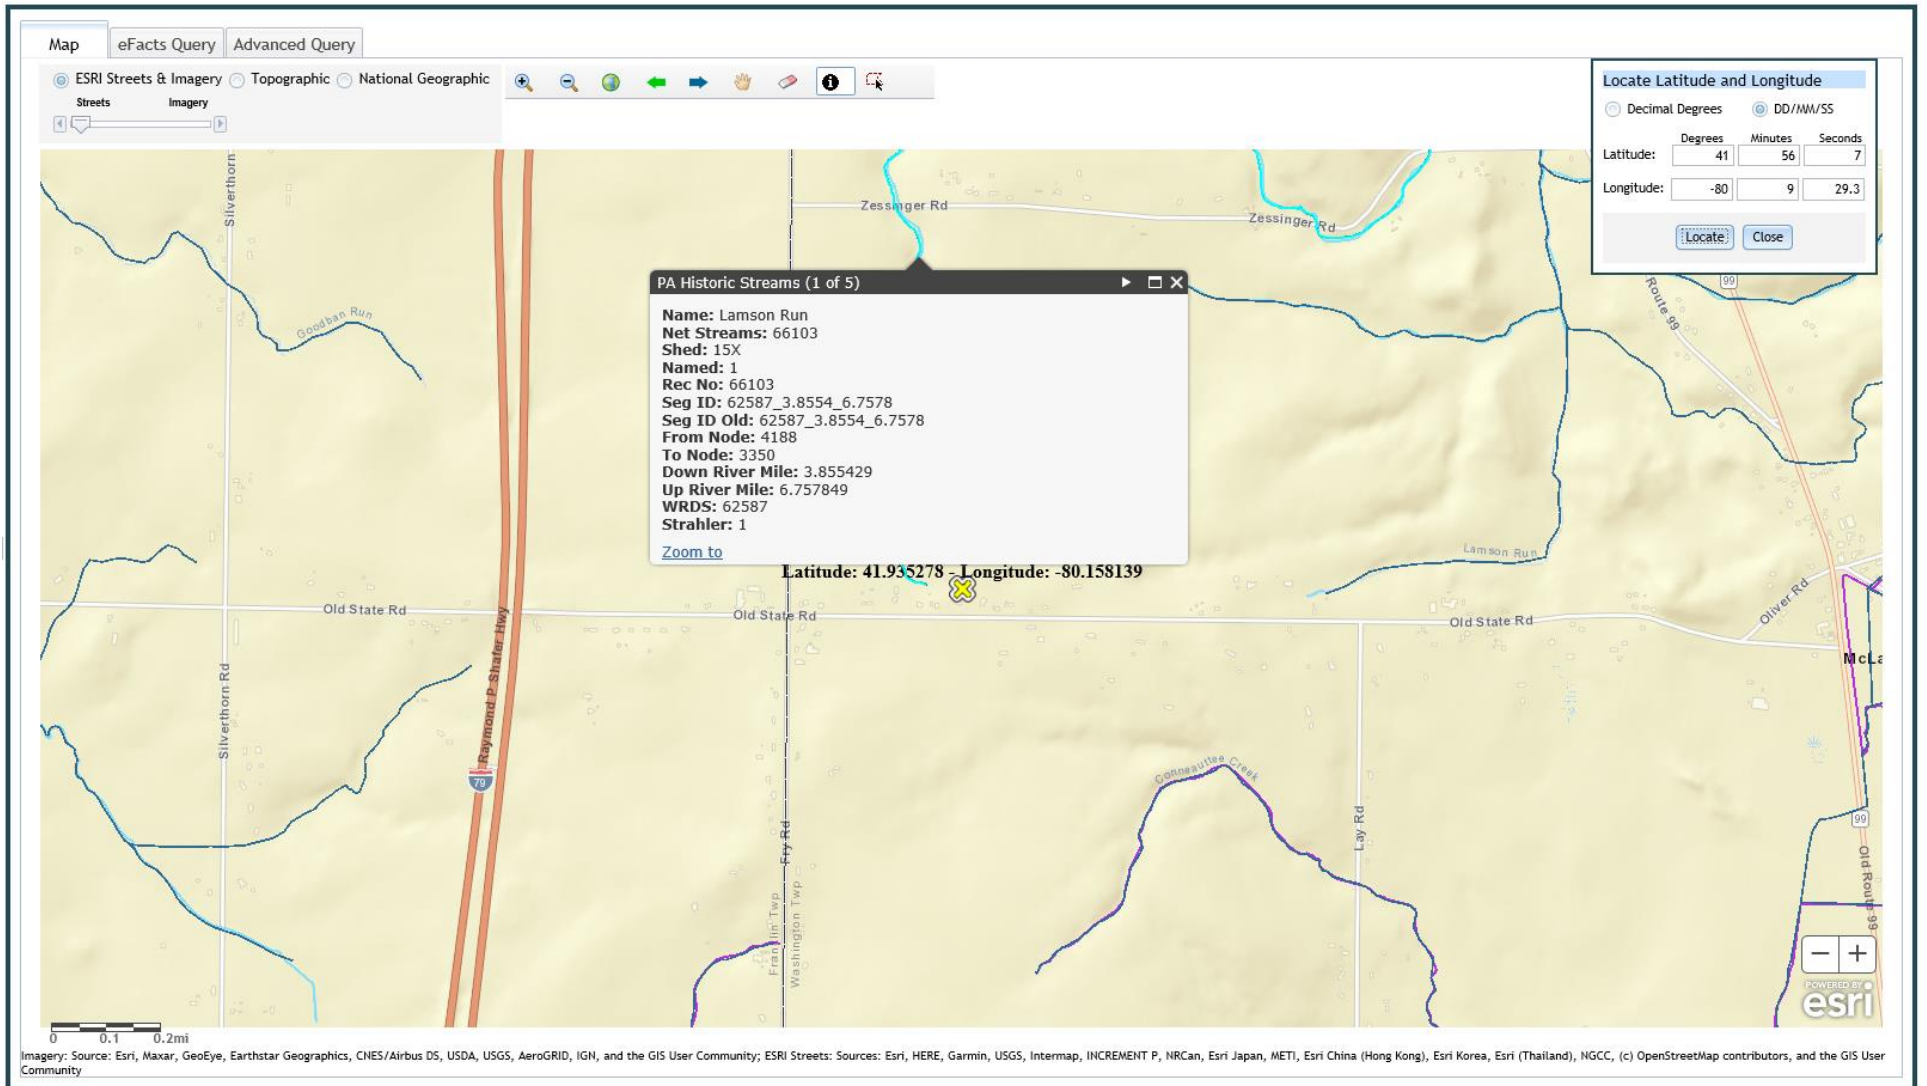 Map
eFacts Query
Advanced Query
ESRI Streets & Imagery
Topographic
National Geographic
Streets
Imagery
Locate Latitude and Longitude
Decimal Degrees
DD/MM/SS
Degrees Minutes Seconds
Latitude: 41 56 7
Longitude: -80 9 29.3
Locate
Close
Silverthorn
Zessinger Rd
Zessinger Rd
99
Route 99
Goodban Run
PA Historic Streams (1 of 5)
Name: Lamson Run
Net Streams: 66103
Shed: 15X
Named: 1
Rec No: 66103
Seg ID: 62587_3.8554_6.7578
Seg ID Old: 62587_3.8554_6.7578
From Node: 4188
To Node: 3350
Down River Mile: 3.855429
Up River Mile: 6.757849
WRDS: 62587
Strahler: 1
Zoom to
Lamson Run
Latitude: 41.935278 - Longitude: -80.158139
Old State Rd
Old State Rd
Old State Rd
Oliver Rd
McLa
Silverthorn Rd
Raymond P Shafer Hwy
79
Conneauttee Creek
Fry Rd
Lay Rd
99
Old Route 99
Franklin Twp
Washington Twp
− +
POWERED BY
esri
0 0.1 0.2mi
Imagery: Source: Esri, Maxar, GeoEye, Earthstar Geographics, CNES/Airbus DS, USDA, USGS, AeroGRID, IGN, and the GIS User Community; ESRI Streets: Sources: Esri, HERE, Garmin, USGS, Intermap, INCREMENT P, NRCan, Esri Japan, METI, Esri China (Hong Kong), Esri Korea, Esri (Thailand), NGCC, (c) OpenStreetMap contributors, and the GIS User
Community